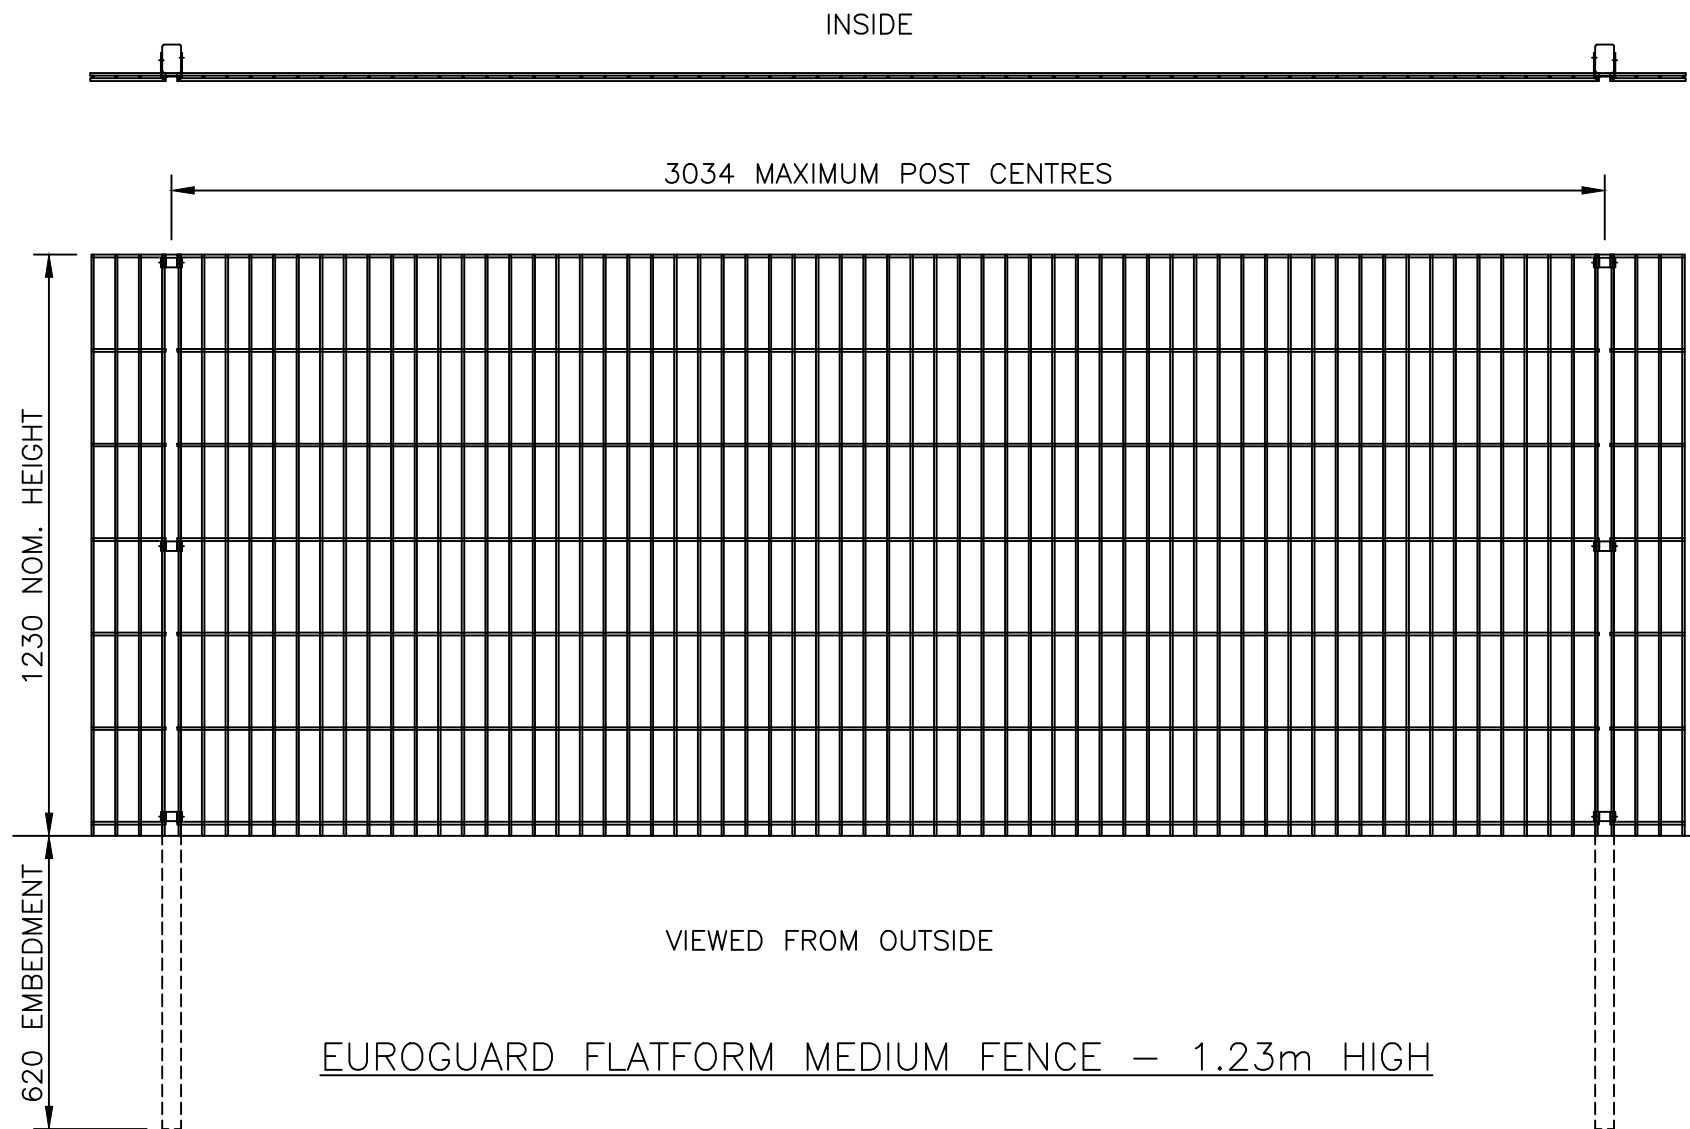 INSIDE
3034 MAXIMUM POST CENTRES
1230 NOM. HEIGHT
620 EMBEDMENT
VIEWED FROM OUTSIDE
EUROGUARD FLATFORM MEDIUM FENCE – 1.23m HIGH